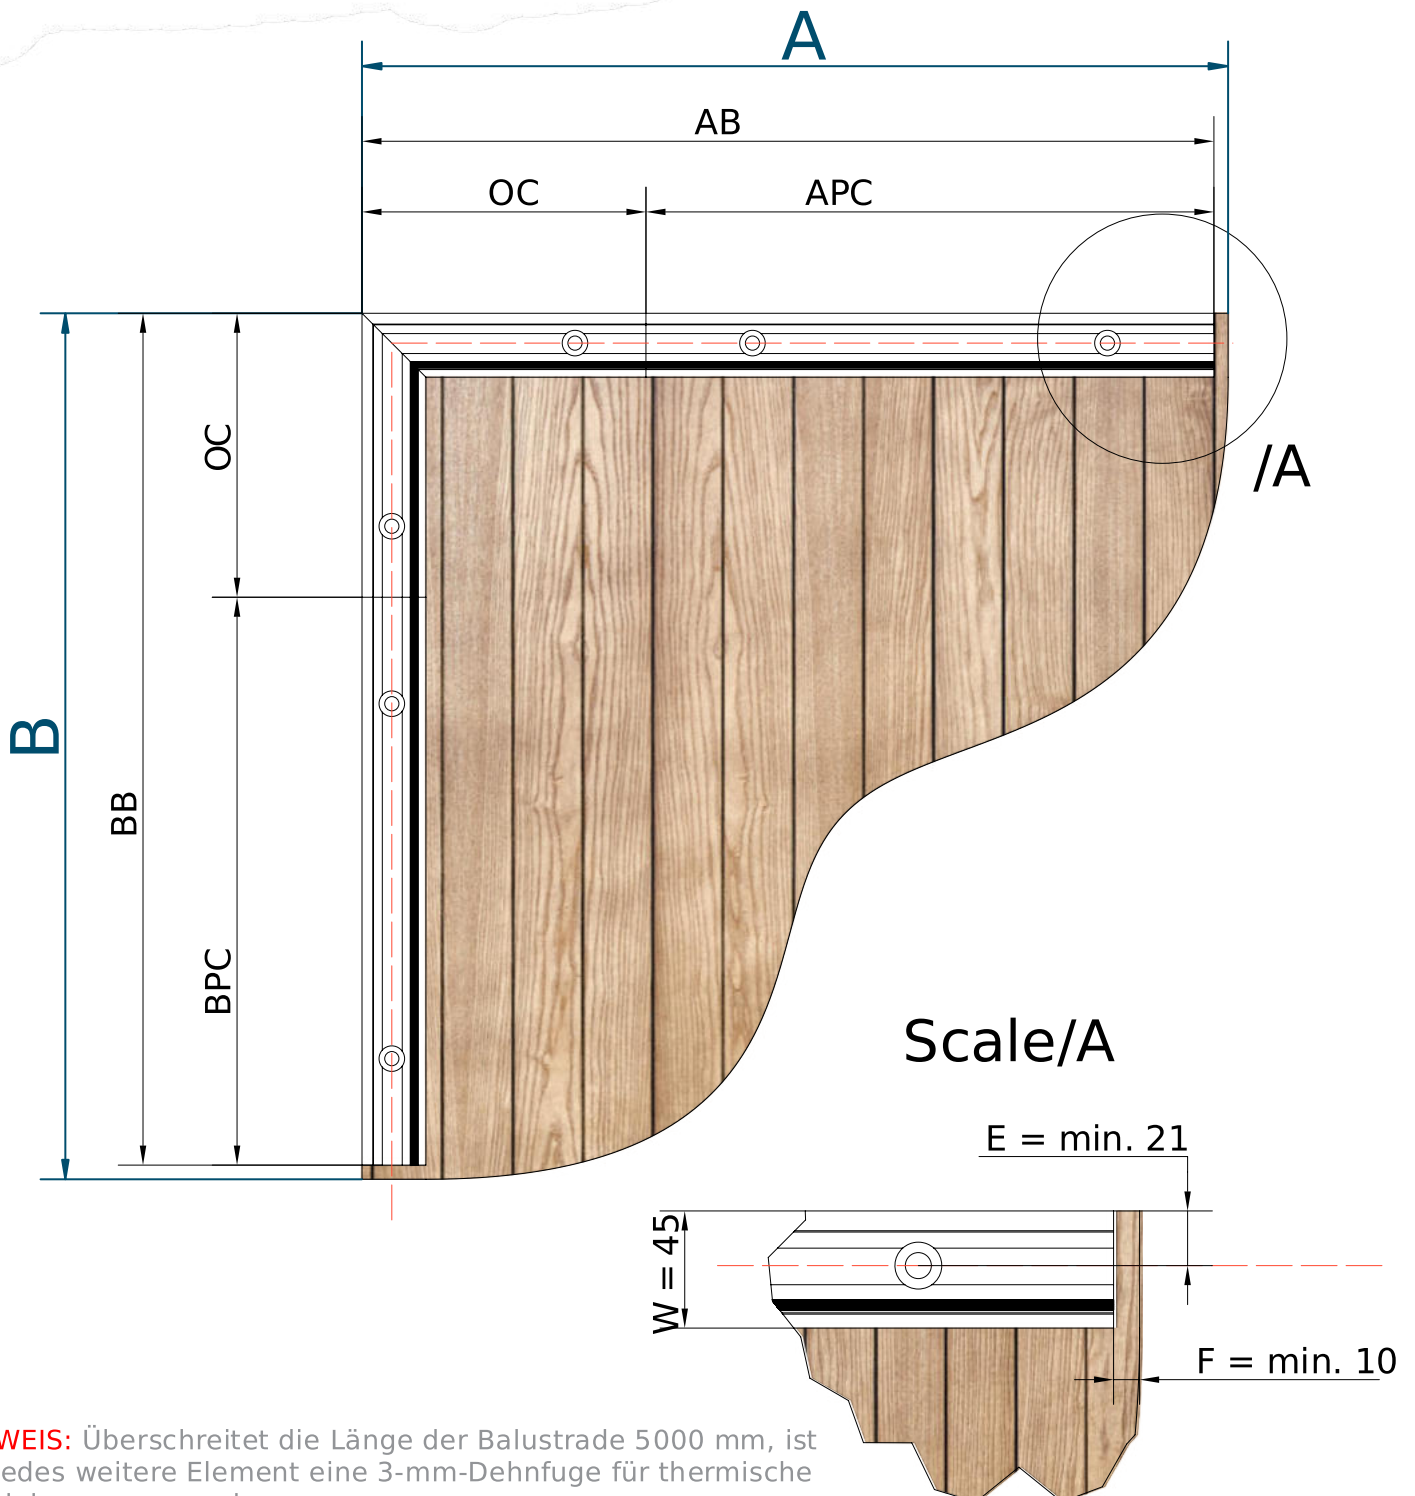 A
AB
OC APC
OC
/A
B
BB
BPC
Scale/A
E = min. 21
W = 45
F = min. 10
WEIS: Überschreitet die Länge der Balustrade 5000 mm, ist
edes weitere Element eine 3-mm-Dehnfuge für thermische